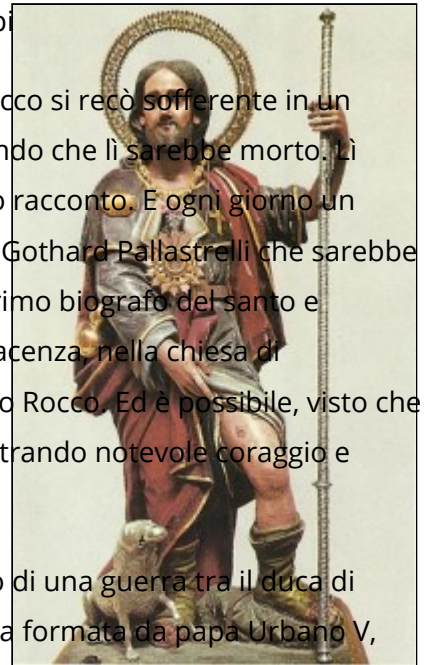 pi
cco si recò sofferente in un
ndo che lì sarebbe morto. Lì
o racconto. E ogni giorno un
Gothard Pallastrelli che sarebbe
rimo biografo del santo e
acenza, nella chiesa di
o Rocco. Ed è possibile, visto che
trando notevole coraggio e
o di una guerra tra il duca di
a formata da papa Urbano V,